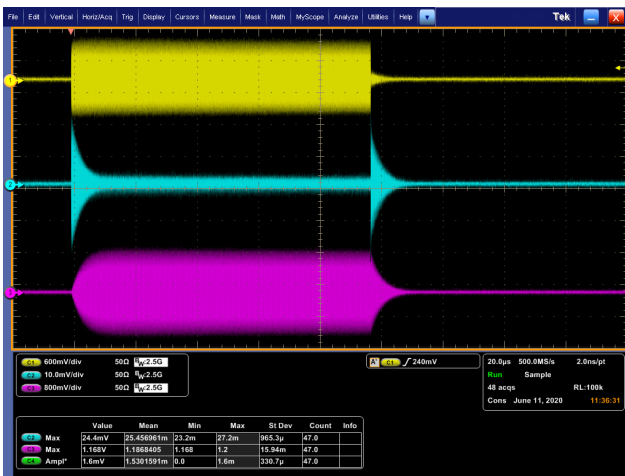 File Edit Vertical Horiz/Acq Trig Display Cursors Measure Mask Math MyScope Analyze Utilities Help Tek X
1
2
3
C1 600mV/div 50Ω BW:2.5G
C2 10.0mV/div 50Ω BW:2.5G
C3 800mV/div 50Ω BW:2.5G
A' C1 240mV
20.0µs 500.0MS/s 2.0ns/pt
Run Sample
48 acqs RL:100k
Cons June 11, 2020 11:36:31
Value Mean Min Max St Dev Count Info
C2 Max 24.4mV 25.456961m 23.2m 27.2m 965.3µ 47.0
C3 Max 1.168V 1.1868405 1.168 1.2 15.94m 47.0
C4 Ampl* 1.6mV 1.5301591m 0.0 1.6m 330.7µ 47.0